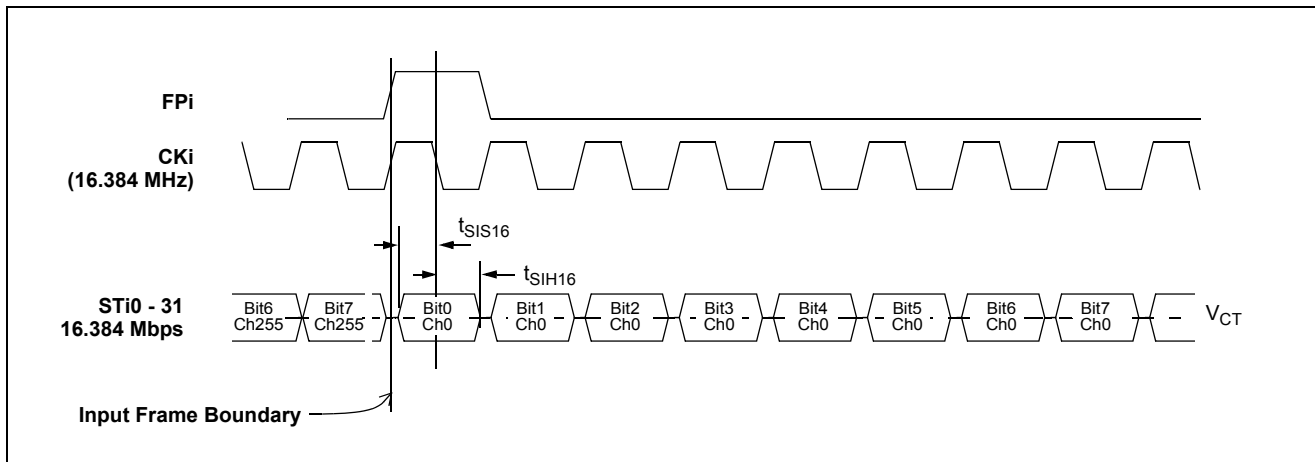 FPi
CKi
(16.384 MHz)
tSIS16
tSIH16
STi0 - 31
16.384 Mbps
Bit6
Ch255
Bit7
Ch255
Bit0
Ch0
Bit1
Ch0
Bit2
Ch0
Bit3
Ch0
Bit4
Ch0
Bit5
Ch0
Bit6
Ch0
Bit7
Ch0
VCT
Input Frame Boundary